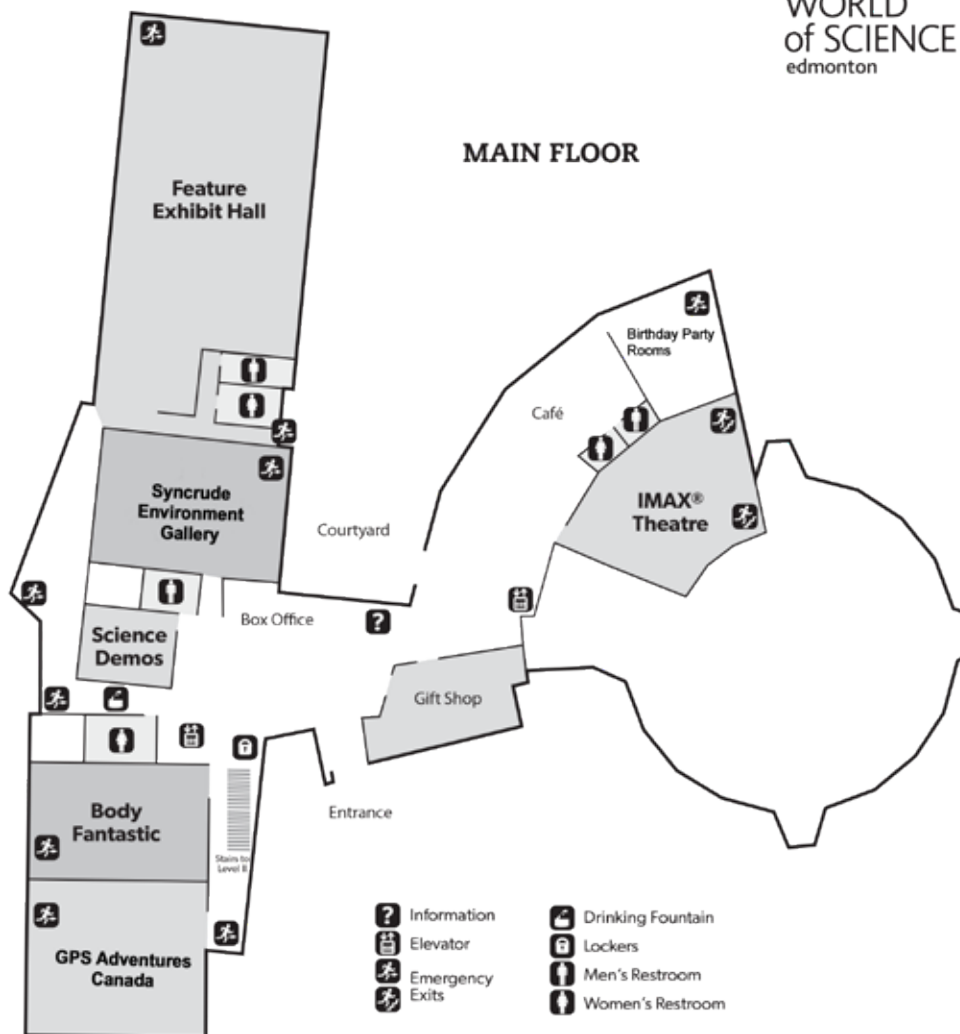 WORLD
of SCIENCE
edmonton
MAIN FLOOR
Feature
Exhibit Hall
Birthday Party
Rooms
Café
Syncrude
Environment
Gallery
IMAX®
Theatre
Courtyard
Box Office
?
Science
Demos
Gift Shop
Body
Fantastic
Entrance
Stairs to
Level B
GPS Adventures
Canada
? Information
Elevator
Emergency
Exits
Drinking Fountain
Lockers
Men's Restroom
Women's Restroom